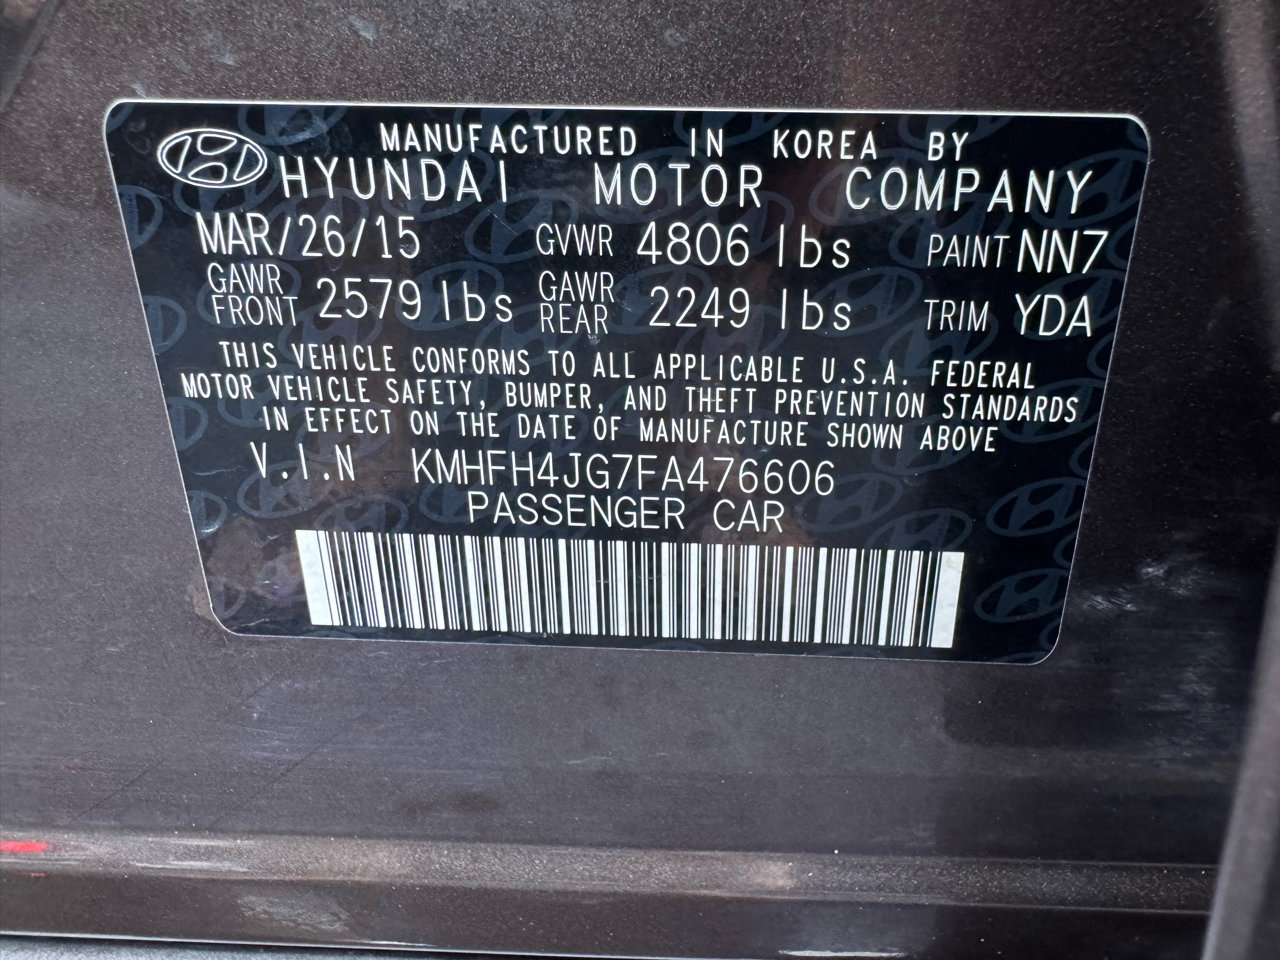 MANUFACTURED IN KOREA BY
HYUNDAI MOTOR COMPANY
MAR/26/15 GVWR 4806 lbs PAINT NN7
GAWR FRONT 2579 lbs GAWR REAR 2249 lbs TRIM YDA
THIS VEHICLE CONFORMS TO ALL APPLICABLE U.S.A. FEDERAL
MOTOR VEHICLE SAFETY, BUMPER, AND THEFT PREVENTION STANDARDS
IN EFFECT ON THE DATE OF MANUFACTURE SHOWN ABOVE
V.I.N KMHFH4JG7FA476606
PASSENGER CAR